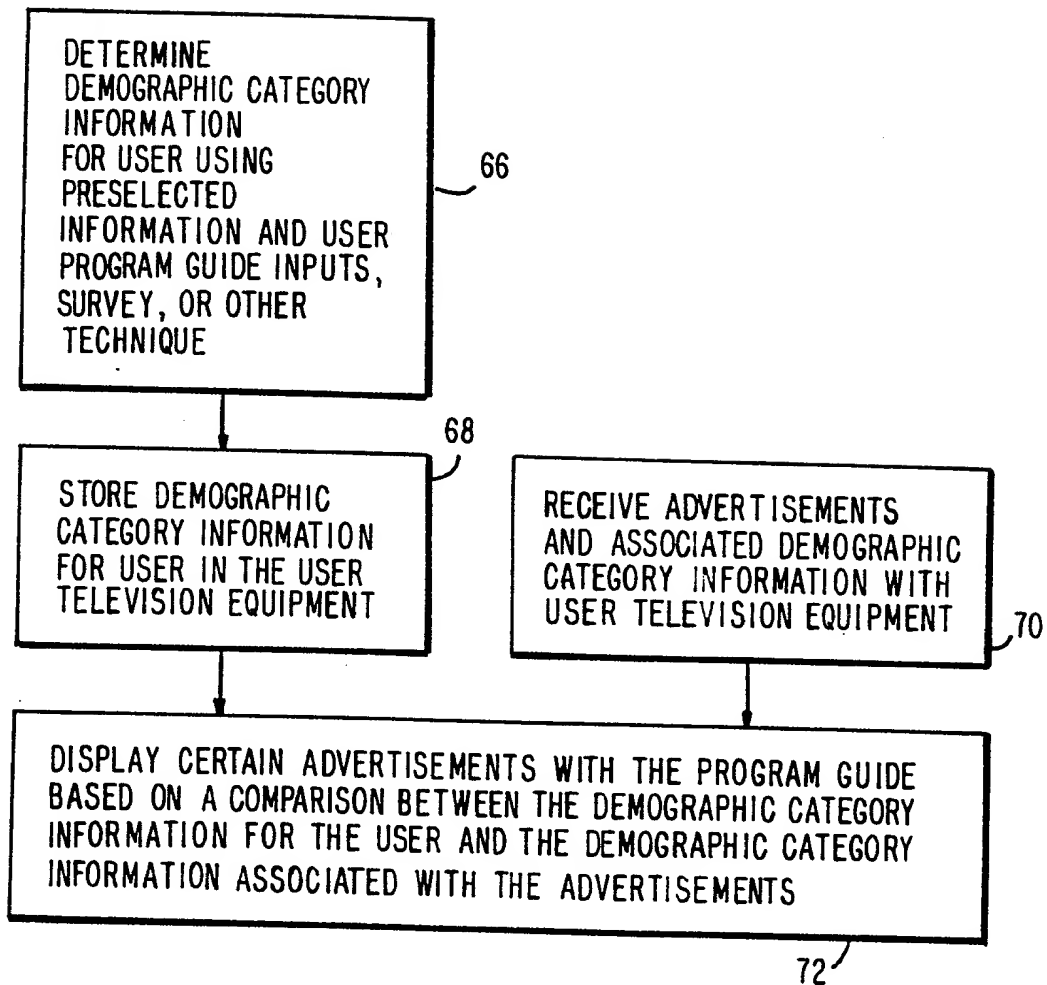 DETERMINE
DEMOGRAPHIC CATEGORY
INFORMATION
FOR USER USING
PRESELECTED
INFORMATION AND USER
PROGRAM GUIDE INPUTS,
SURVEY, OR OTHER
TECHNIQUE
66
68
STORE DEMOGRAPHIC
CATEGORY INFORMATION
FOR USER IN THE USER
TELEVISION EQUIPMENT
RECEIVE ADVERTISEMENTS
AND ASSOCIATED DEMOGRAPHIC
CATEGORY INFORMATION WITH
USER TELEVISION EQUIPMENT
70
DISPLAY CERTAIN ADVERTISEMENTS WITH THE PROGRAM GUIDE
BASED ON A COMPARISON BETWEEN THE DEMOGRAPHIC CATEGORY
INFORMATION FOR THE USER AND THE DEMOGRAPHIC CATEGORY
INFORMATION ASSOCIATED WITH THE ADVERTISEMENTS
72